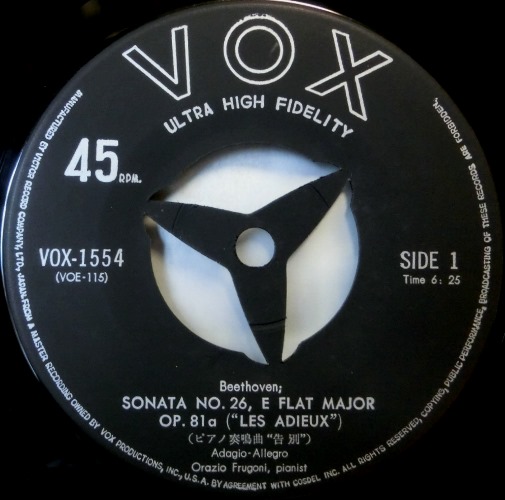 VOX
ULTRA HIGH FIDELITY
45 RPM.
VOX-1554
(VOE-115)
SIDE 1
Time 6: 25
Beethoven;
SONATA NO. 26, E FLAT MAJOR
OP. 81a ("LES ADIEUX")
(ピアノ奏鳴曲“告 別”)
Adagio-Allegro
Orazio Frugoni, pianist
MANUFACTURED BY VICTOR RECORD COMPANY, LTD., JAPAN FROM A MASTER RECORDING OWNED BY VOX PRODUCTIONS, INC., U.S.A. BY AGREEMENT WITH COSDEL INC. ALL RIGHTS RESERVED, COPYING, PUBLIC PERFORMANCE, BROADCASTING OF THESE RECORDS ARE FORBIDDEN.